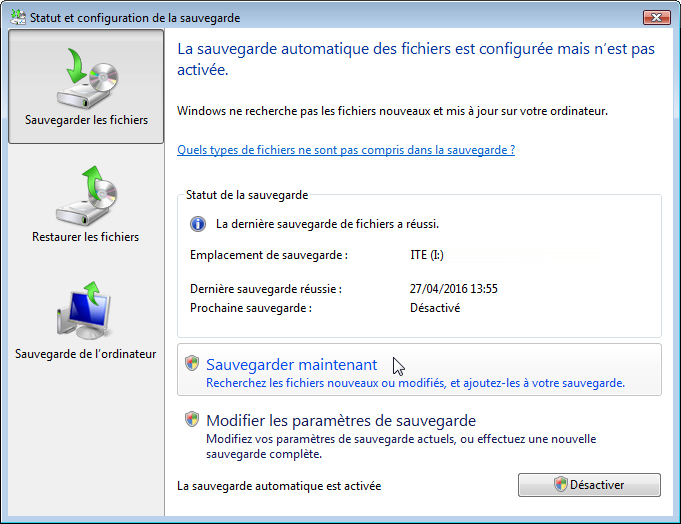 Statut et configuration de la sauvegarde
Sauvegarder les fichiers
Restaurer les fichiers
Sauvegarde de l'ordinateur
La sauvegarde automatique des fichiers est configurée mais n'est pas
activée.
Windows ne recherche pas les fichiers nouveaux et mis à jour sur votre ordinateur.
Quels types de fichiers ne sont pas compris dans la sauvegarde ?
Statut de la sauvegarde
La dernière sauvegarde de fichiers a réussi.
Emplacement de sauvegarde : ITE (I:)
Dernière sauvegarde réussie : 27/04/2016 13:55
Prochaine sauvegarde : Désactivé
Sauvegarder maintenant
Recherchez les fichiers nouveaux ou modifiés, et ajoutez-les à votre sauvegarde.
Modifier les paramètres de sauvegarde
Modifiez vos paramètres de sauvegarde actuels, ou effectuez une nouvelle
sauvegarde complète.
La sauvegarde automatique est activée
Désactiver